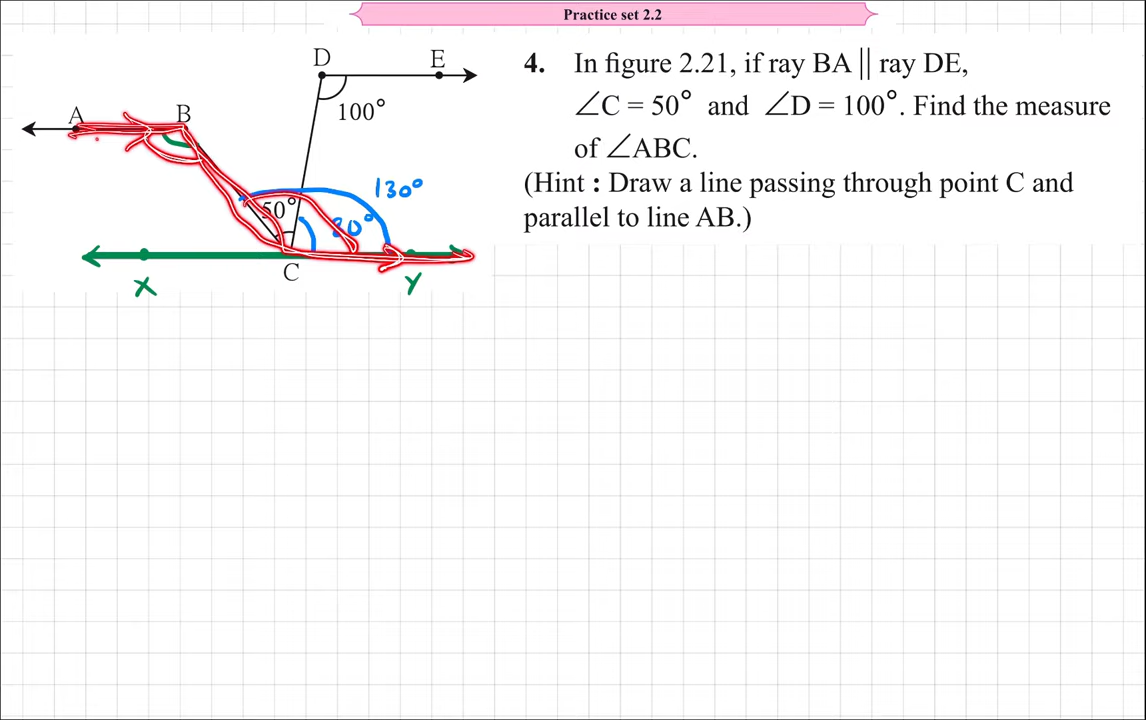 Practice set 2.2
D E
A B
100°
4. In figure 2.21, if ray BA || ray DE,
∠C = 50° and ∠D = 100°. Find the measure
of ∠ABC.
(Hint : Draw a line passing through point C and
parallel to line AB.)
130°
50°
80°
C
X Y